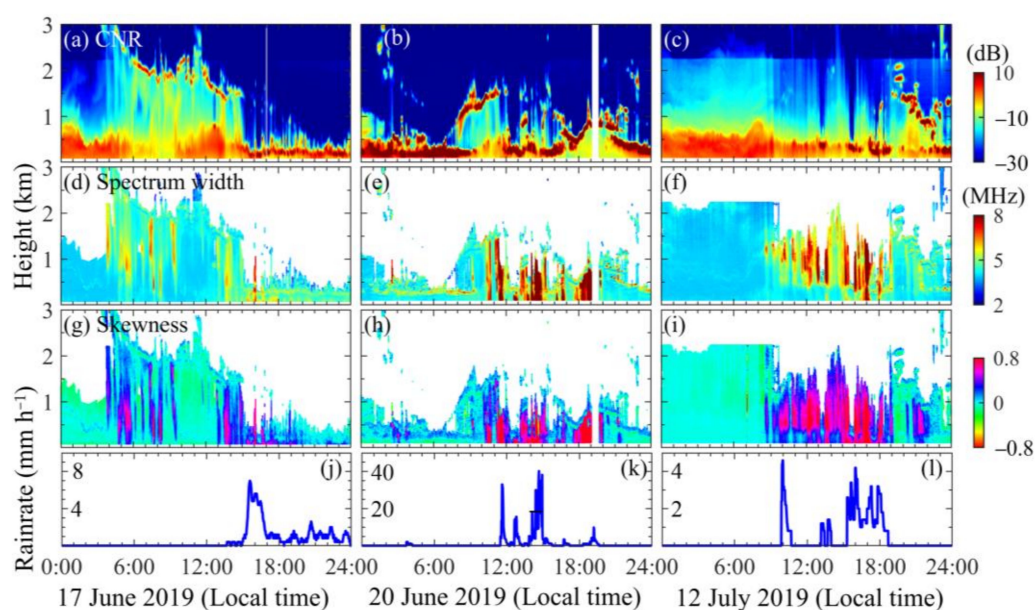 3
(a) CNR
(b)
(c)
(dB)
2
10
1
–10
–30
3
(d) Spectrum width
(e)
(f)
(MHz)
Height (km)
2
8
1
5
2
3
(g) Skewness
(h)
(i)
2
0.8
1
0
–0.8
Rainrate (mm h⁻¹)
8
(j)
40
(k)
4
(l)
4
20
2
0:00 6:00 12:00 18:00 24:00 6:00 12:00 18:00 24:00 6:00 12:00 18:00 24:00
17 June 2019 (Local time) 20 June 2019 (Local time) 12 July 2019 (Local time)